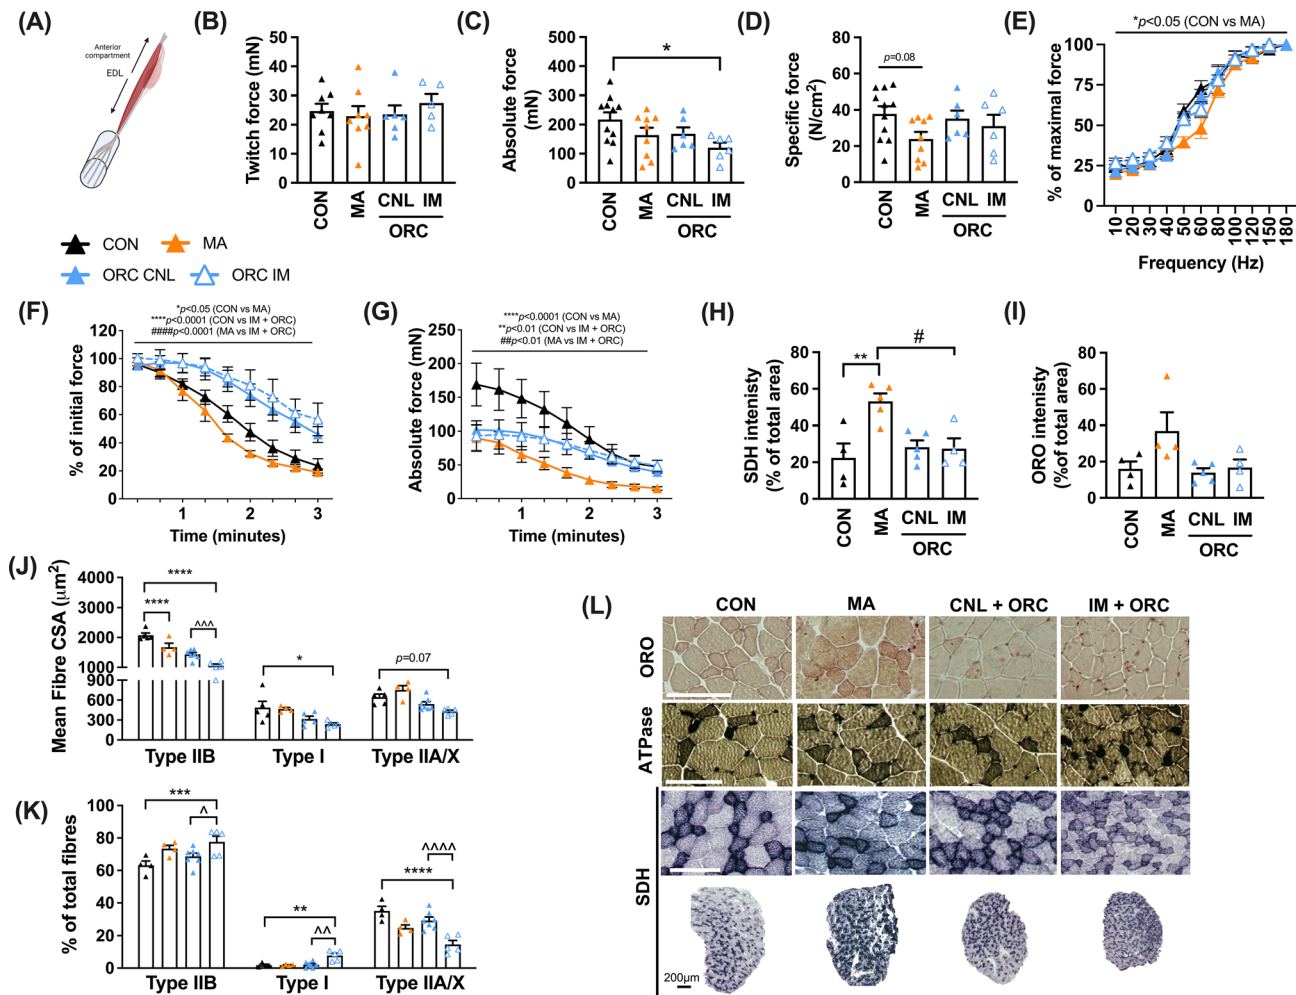 (A)
Anterior
compartment
EDL
(B)
Twitch force (mN)
50
40
30
20
10
0
CON
MA
CNL
IM
ORC
(C)
Absolute force
(mN)
500
400
300
200
100
0
*
CON
MA
CNL
IM
ORC
(D)
Specific force
(N/cm²)
80
60
40
20
0
p=0.08
CON
MA
CNL
IM
ORC
(E)
*p<0.05 (CON vs MA)
% of maximal force
100
75
50
25
0
10
20
30
40
50
60
80
100
120
150
180
Frequency (Hz)
CON
MA
ORC CNL
ORC IM
(F)
*p<0.05 (CON vs MA)
****p<0.0001 (CON vs IM + ORC)
####p<0.0001 (MA vs IM + ORC)
% of initial force
120
100
80
60
40
20
0
1
2
3
Time (minutes)
(G)
****p<0.0001 (CON vs MA)
**p<0.01 (CON vs IM + ORC)
##p<0.01 (MA vs IM + ORC)
Absolute force (mN)
250
200
150
100
50
0
1
2
3
Time (minutes)
(H)
SDH intenisty
(% of total area)
80
60
40
20
0
**
#
CON
MA
CNL
IM
ORC
(I)
ORO intenisty
(%of total area)
80
60
40
20
0
CON
MA
CNL
IM
ORC
(J)
Mean Fibre CSA (µm²)
4000
3000
2000
1000
900
600
300
0
****
****
^^^
*
p=0.07
Type IIB
Type I
Type IIA/X
(K)
% of total fibres
100
80
60
40
20
0
***
^
**
^^
^^^^
****
Type IIB
Type I
Type IIA/X
(L)
CON
MA
CNL + ORC
IM + ORC
ORO
ATPase
SDH
200µm